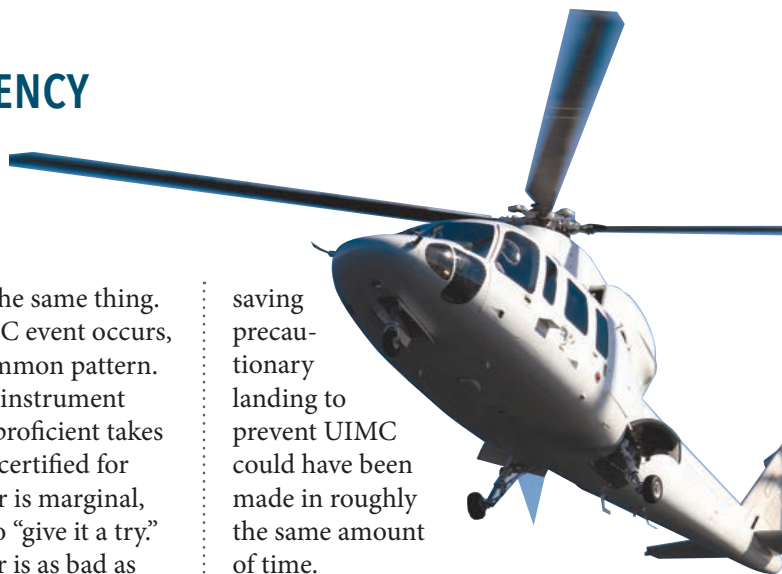 ENCY
he same thing.
C event occurs,
mmon pattern.
instrument
proficient takes
certified for
r is marginal,
o “give it a try.”
r is as bad as
saving
precau-
tionary
landing to
prevent UIMC
could have been
made in roughly
the same amount
of time.